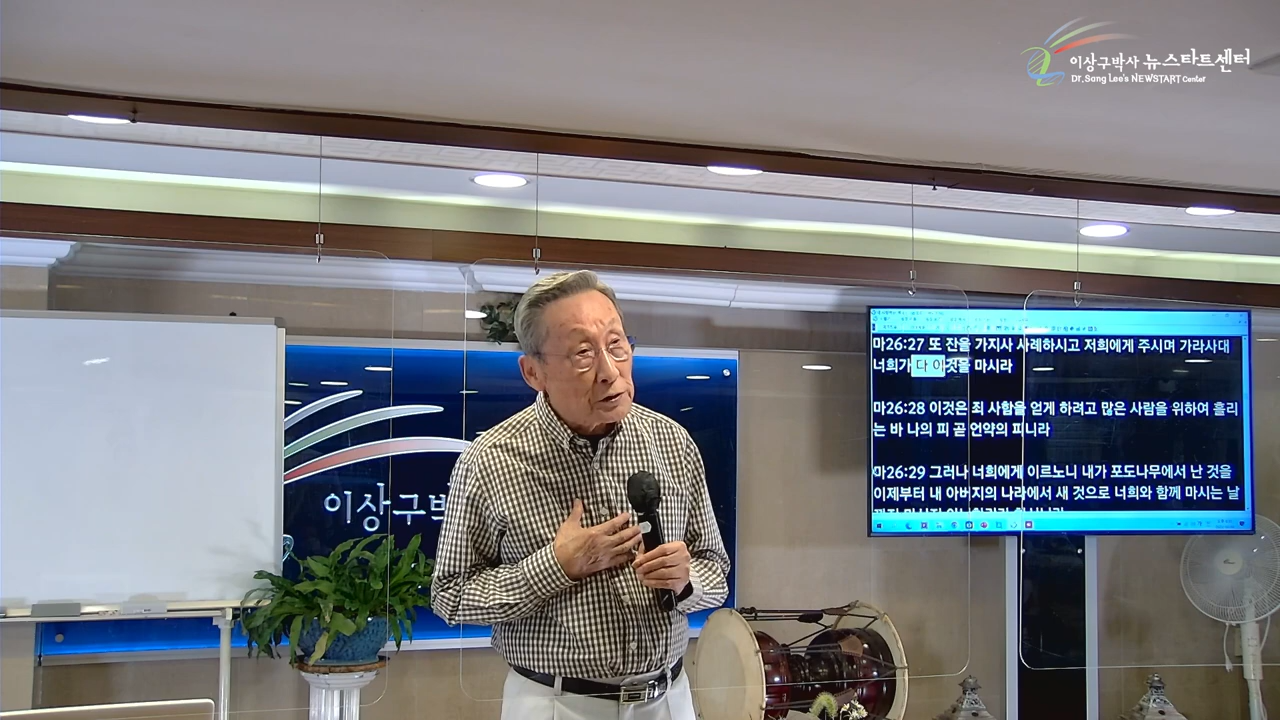 이상구박사 뉴스타트센터
Dr. Sang Lee's NEWSTART Center
마26:27 또 잔을 가지사 사례하시고 저희에게 주시며 가라사대
너희가 다 이것을 마시라
마26:28 이것은 죄 사함을 얻게 하려고 많은 사람을 위하여 흘리
는 바 나의 피 곧 언약의 피니라
마26:29 그러나 너희에게 이르노니 내가 포도나무에서 난 것을
이제부터 내 아버지의 나라에서 새 것으로 너희와 함께 마시는 날
이상구